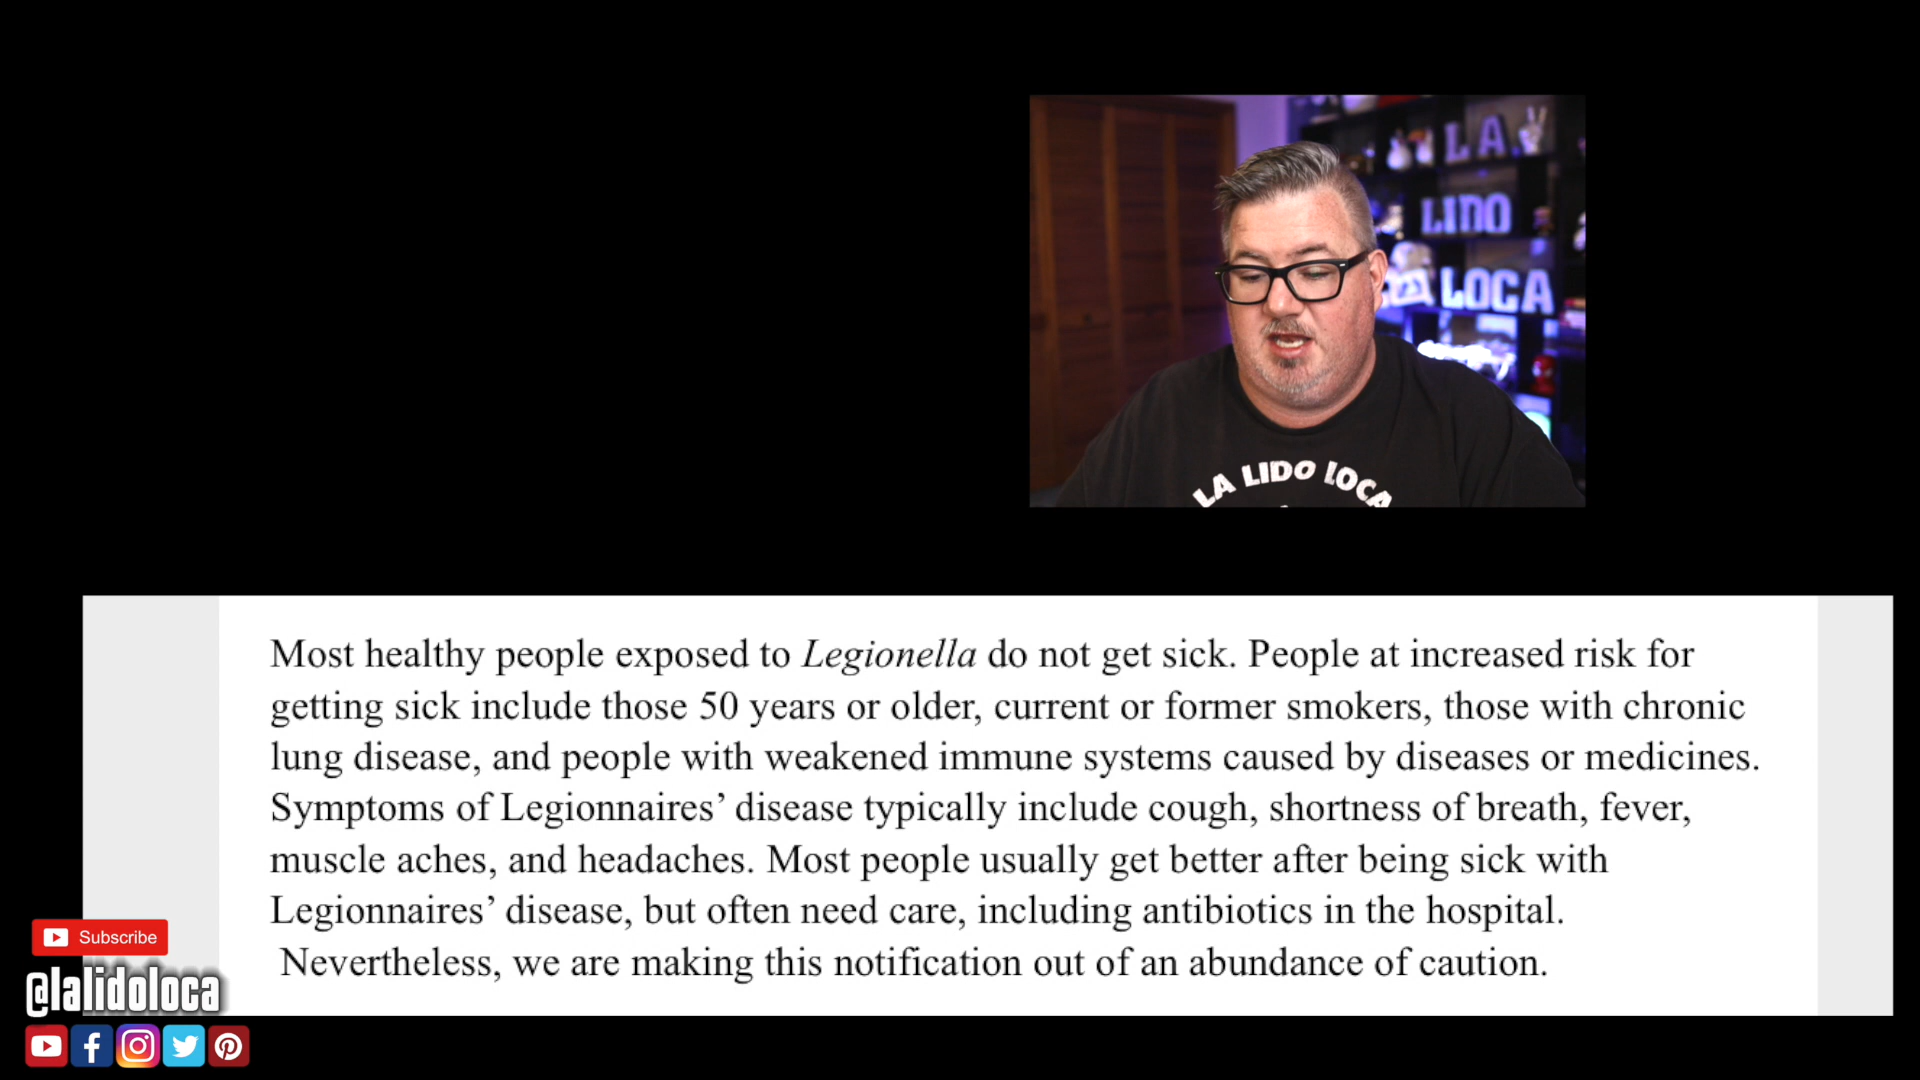 LA
LIDO
LOCA
LA LIDO LOCA
Most healthy people exposed to Legionella do not get sick. People at increased risk for
getting sick include those 50 years or older, current or former smokers, those with chronic
lung disease, and people with weakened immune systems caused by diseases or medicines.
Symptoms of Legionnaires’ disease typically include cough, shortness of breath, fever,
muscle aches, and headaches. Most people usually get better after being sick with
Legionnaires’ disease, but often need care, including antibiotics in the hospital.
Nevertheless, we are making this notification out of an abundance of caution.
Subscribe
@lalidoloca